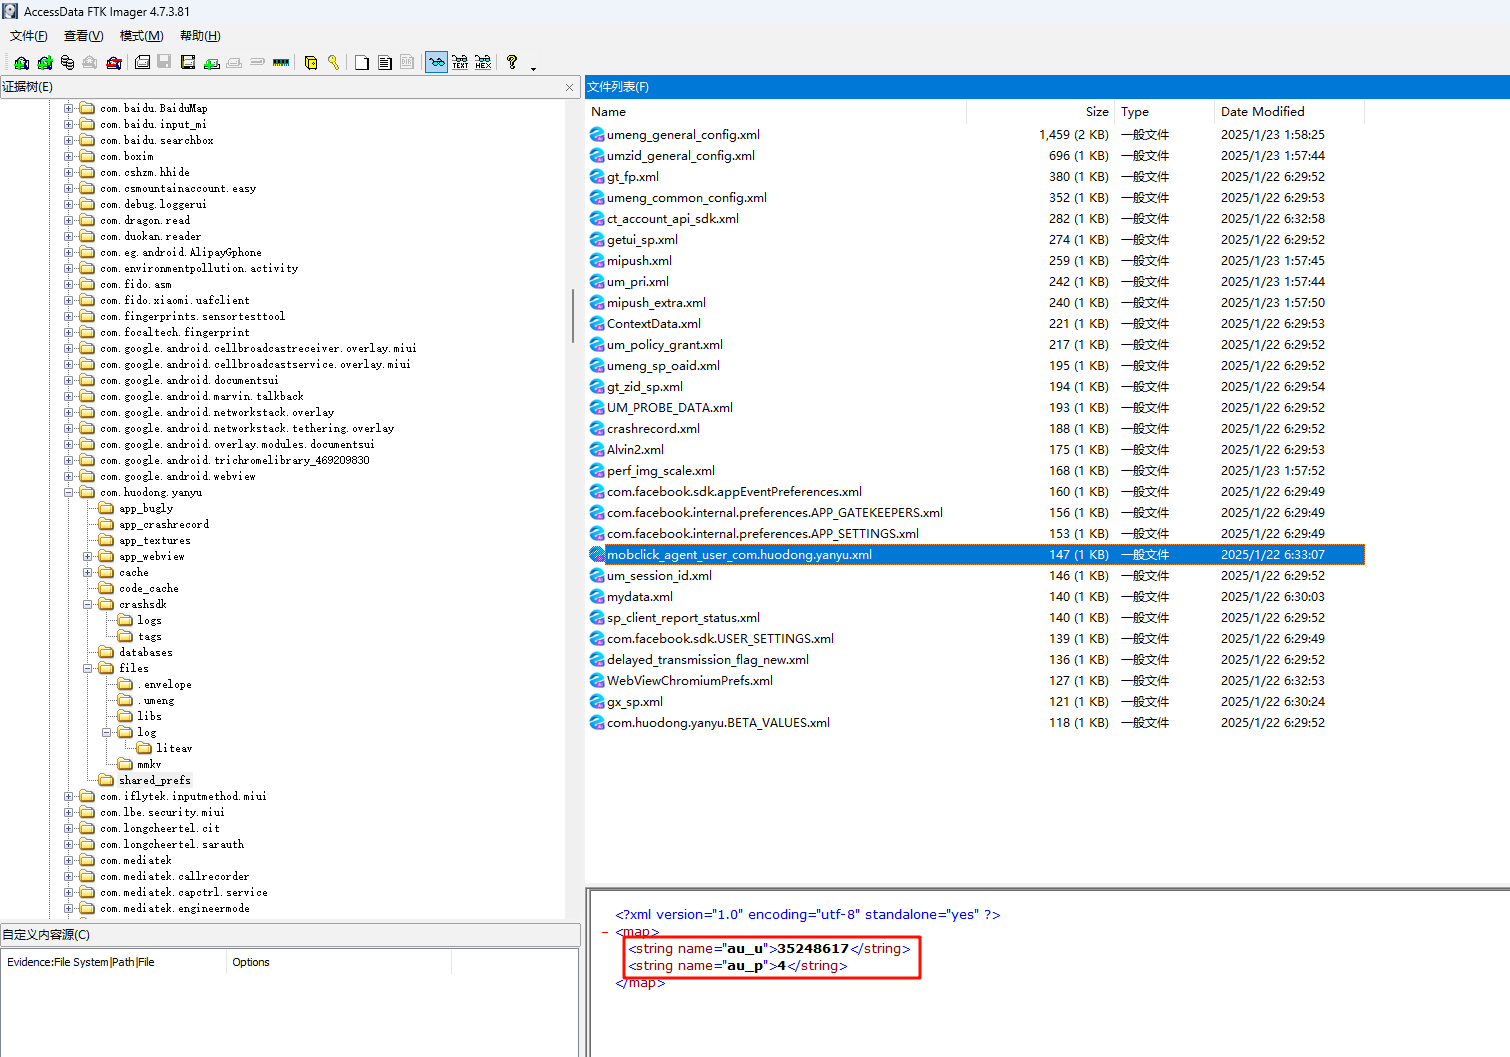 AccessData FTK Imager 4.7.3.81
文件(F) 查看(V) 模式(M) 帮助(H)
证据树(E)
com.baidu.BaiduMap
com.baidu.input_mi
com.baidu.searchbox
com.boxim
com.cshzm.hhide
com.csmountainaccount.easy
com.debug.loggerui
com.dragon.read
com.duokan.reader
com.eg.android.AlipayGphone
com.environmentpollution.activity
com.fido.asm
com.fido.xiaomi.uafclient
com.fingerprints.sensortesttool
com.focaltech.fingerprint
com.google.android.cellbroadcastreceiver.overlay.miui
com.google.android.cellbroadcastservice.overlay.miui
com.google.android.documentsui
com.google.android.marvin.talkback
com.google.android.networkstack.overlay
com.google.android.networkstack.tethering.overlay
com.google.android.overlay.modules.documentsui
com.google.android.trichromelibrary_469209830
com.google.android.webview
com.huodong.yanyu
app_bugly
app_crashrecord
app_textures
app_webview
cache
code_cache
crashsdk
logs
tags
databases
files
.envelope
.umeng
libs
log
liteav
mmkv
shared_prefs
com.iflytek.inputmethod.miui
com.lbe.security.miui
com.longcheertel.cit
com.longcheertel.sarauth
com.mediatek
com.mediatek.callrecorder
com.mediatek.capctrl.service
com.mediatek.engineermode
自定义内容源(C)
Evidence:File System|Path|File Options
文件列表(F)
Name Size Type Date Modified
umeng_general_config.xml 1,459 (2 KB) 一般文件 2025/1/23 1:58:25
umzid_general_config.xml 696 (1 KB) 一般文件 2025/1/23 1:57:44
gt_fp.xml 380 (1 KB) 一般文件 2025/1/22 6:29:52
umeng_common_config.xml 352 (1 KB) 一般文件 2025/1/22 6:29:53
ct_account_api_sdk.xml 282 (1 KB) 一般文件 2025/1/22 6:32:58
getui_sp.xml 274 (1 KB) 一般文件 2025/1/22 6:29:52
mipush.xml 259 (1 KB) 一般文件 2025/1/23 1:57:45
um_pri.xml 242 (1 KB) 一般文件 2025/1/23 1:57:44
mipush_extra.xml 240 (1 KB) 一般文件 2025/1/23 1:57:50
ContextData.xml 221 (1 KB) 一般文件 2025/1/22 6:29:53
um_policy_grant.xml 217 (1 KB) 一般文件 2025/1/22 6:29:52
umeng_sp_oaid.xml 195 (1 KB) 一般文件 2025/1/22 6:29:53
gt_zid_sp.xml 194 (1 KB) 一般文件 2025/1/22 6:29:54
UM_PROBE_DATA.xml 193 (1 KB) 一般文件 2025/1/22 6:29:52
crashrecord.xml 188 (1 KB) 一般文件 2025/1/22 6:29:52
Alvin2.xml 175 (1 KB) 一般文件 2025/1/22 6:29:53
perf_img_scale.xml 168 (1 KB) 一般文件 2025/1/23 1:57:52
com.facebook.sdk.appEventPreferences.xml 160 (1 KB) 一般文件 2025/1/22 6:29:49
com.facebook.internal.preferences.APP_GATEKEEPERS.xml 156 (1 KB) 一般文件 2025/1/22 6:29:49
com.facebook.internal.preferences.APP_SETTINGS.xml 153 (1 KB) 一般文件 2025/1/22 6:29:49
mobclick_agent_user_com.huodong.yanyu.xml 147 (1 KB) 一般文件 2025/1/22 6:33:07
um_session_id.xml 146 (1 KB) 一般文件 2025/1/22 6:29:52
mydata.xml 140 (1 KB) 一般文件 2025/1/22 6:30:03
sp_client_report_status.xml 140 (1 KB) 一般文件 2025/1/22 6:29:52
com.facebook.sdk.USER_SETTINGS.xml 139 (1 KB) 一般文件 2025/1/22 6:29:49
delayed_transmission_flag_new.xml 136 (1 KB) 一般文件 2025/1/22 6:29:52
WebViewChromiumPrefs.xml 127 (1 KB) 一般文件 2025/1/22 6:32:53
gx_sp.xml 121 (1 KB) 一般文件 2025/1/22 6:30:24
com.huodong.yanyu.BETA_VALUES.xml 118 (1 KB) 一般文件 2025/1/22 6:29:52
<?xml version="1.0" encoding="utf-8" standalone="yes" ?>
- <map>
<string name="au_u">35248617</string>
<string name="au_p">4</string>
</map>